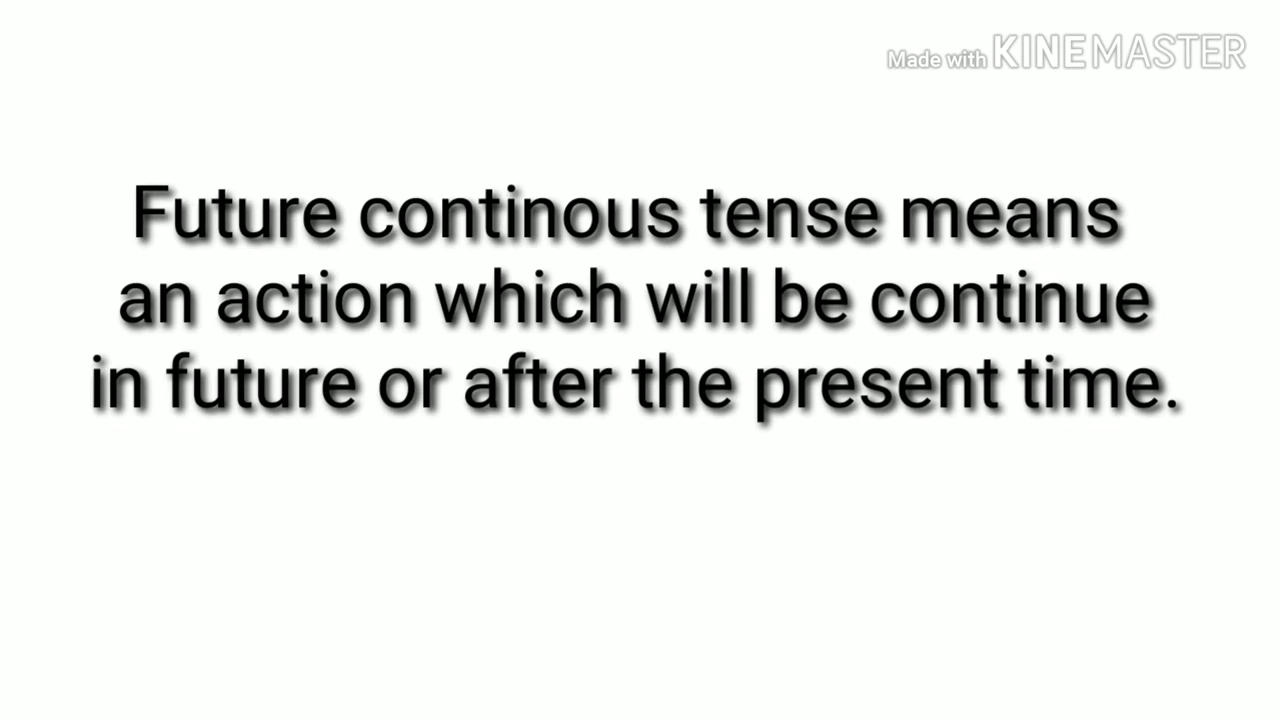 Made with KINEMASTER
Future continous tense means
an action which will be continue
in future or after the present time.